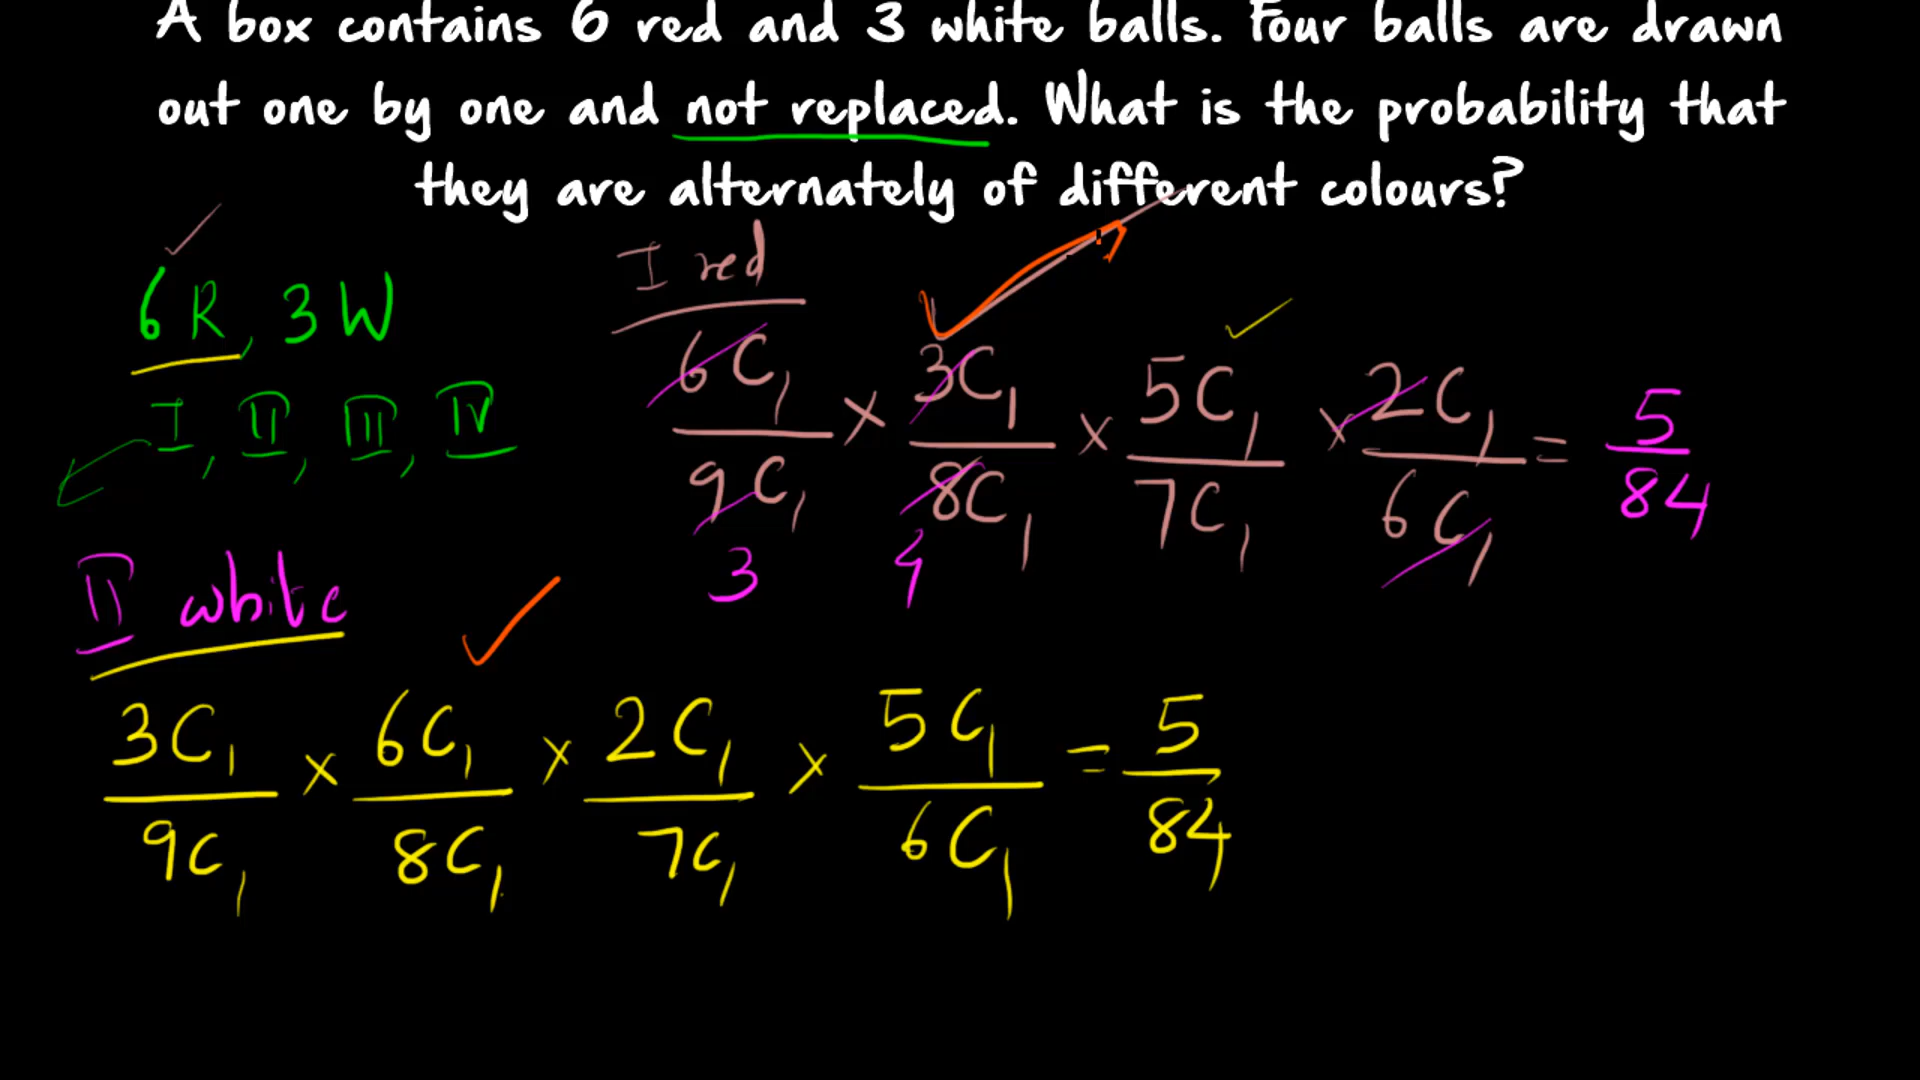 A box contains 6 red and 3 white balls. Four balls are drawn
out one by one and not replaced. What is the probability that
they are alternately of different colours?
6R, 3W
I, II, III, IV
I red
6C₁/9C₁ × 3C₁/8C₁ × 5C₁/7C₁ × 2C₁/6C₁ = 5/84
3 4
II white
3C₁/9C₁ × 6C₁/8C₁ × 2C₁/7C₁ × 5C₁/6C₁ = 5/84